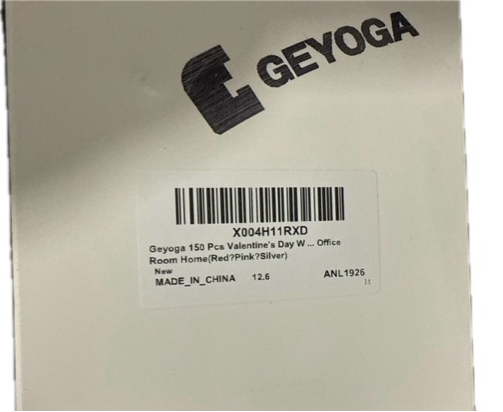 GEYOGA
X004H11RXD
Geyoga 150 Pcs Valentine's Day W ... Office
Room Home(Red?Pink?Silver)
New
MADE_IN_CHINA 12.6 ANL1926